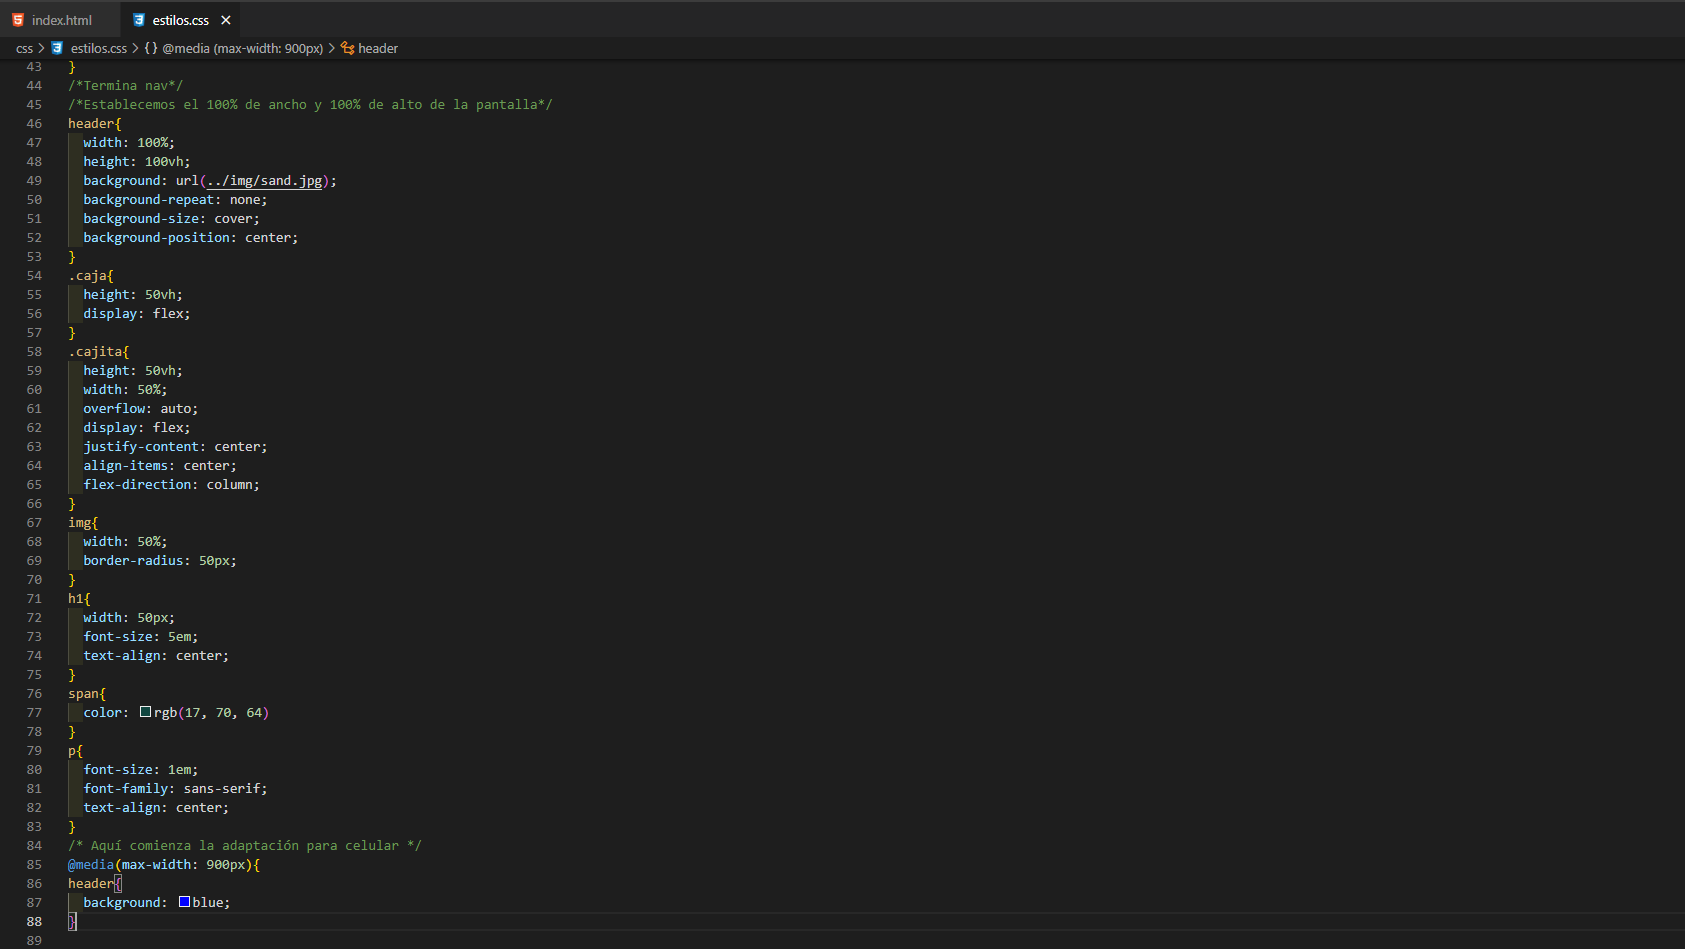 index.html estilos.css
css > estilos.css > {} @media (max-width: 900px) > header
43 }
44 /*Termina nav*/
45 /*Establecemos el 100% de ancho y 100% de alto de la pantalla*/
46 header{
47 width: 100%;
48 height: 100vh;
49 background: url(../img/sand.jpg);
50 background-repeat: none;
51 background-size: cover;
52 background-position: center;
53 }
54 .caja{
55 height: 50vh;
56 display: flex;
57 }
58 .cajita{
59 height: 50vh;
60 width: 50%;
61 overflow: auto;
62 display: flex;
63 justify-content: center;
64 align-items: center;
65 flex-direction: column;
66 }
67 img{
68 width: 50%;
69 border-radius: 50px;
70 }
71 h1{
72 width: 50px;
73 font-size: 5em;
74 text-align: center;
75 }
76 span{
77 color: rgb(17, 70, 64)
78 }
79 p{
80 font-size: 1em;
81 font-family: sans-serif;
82 text-align: center;
83 }
84 /* Aquí comienza la adaptación para celular */
85 @media(max-width: 900px){
86 header{
87 background: blue;
88 }
89